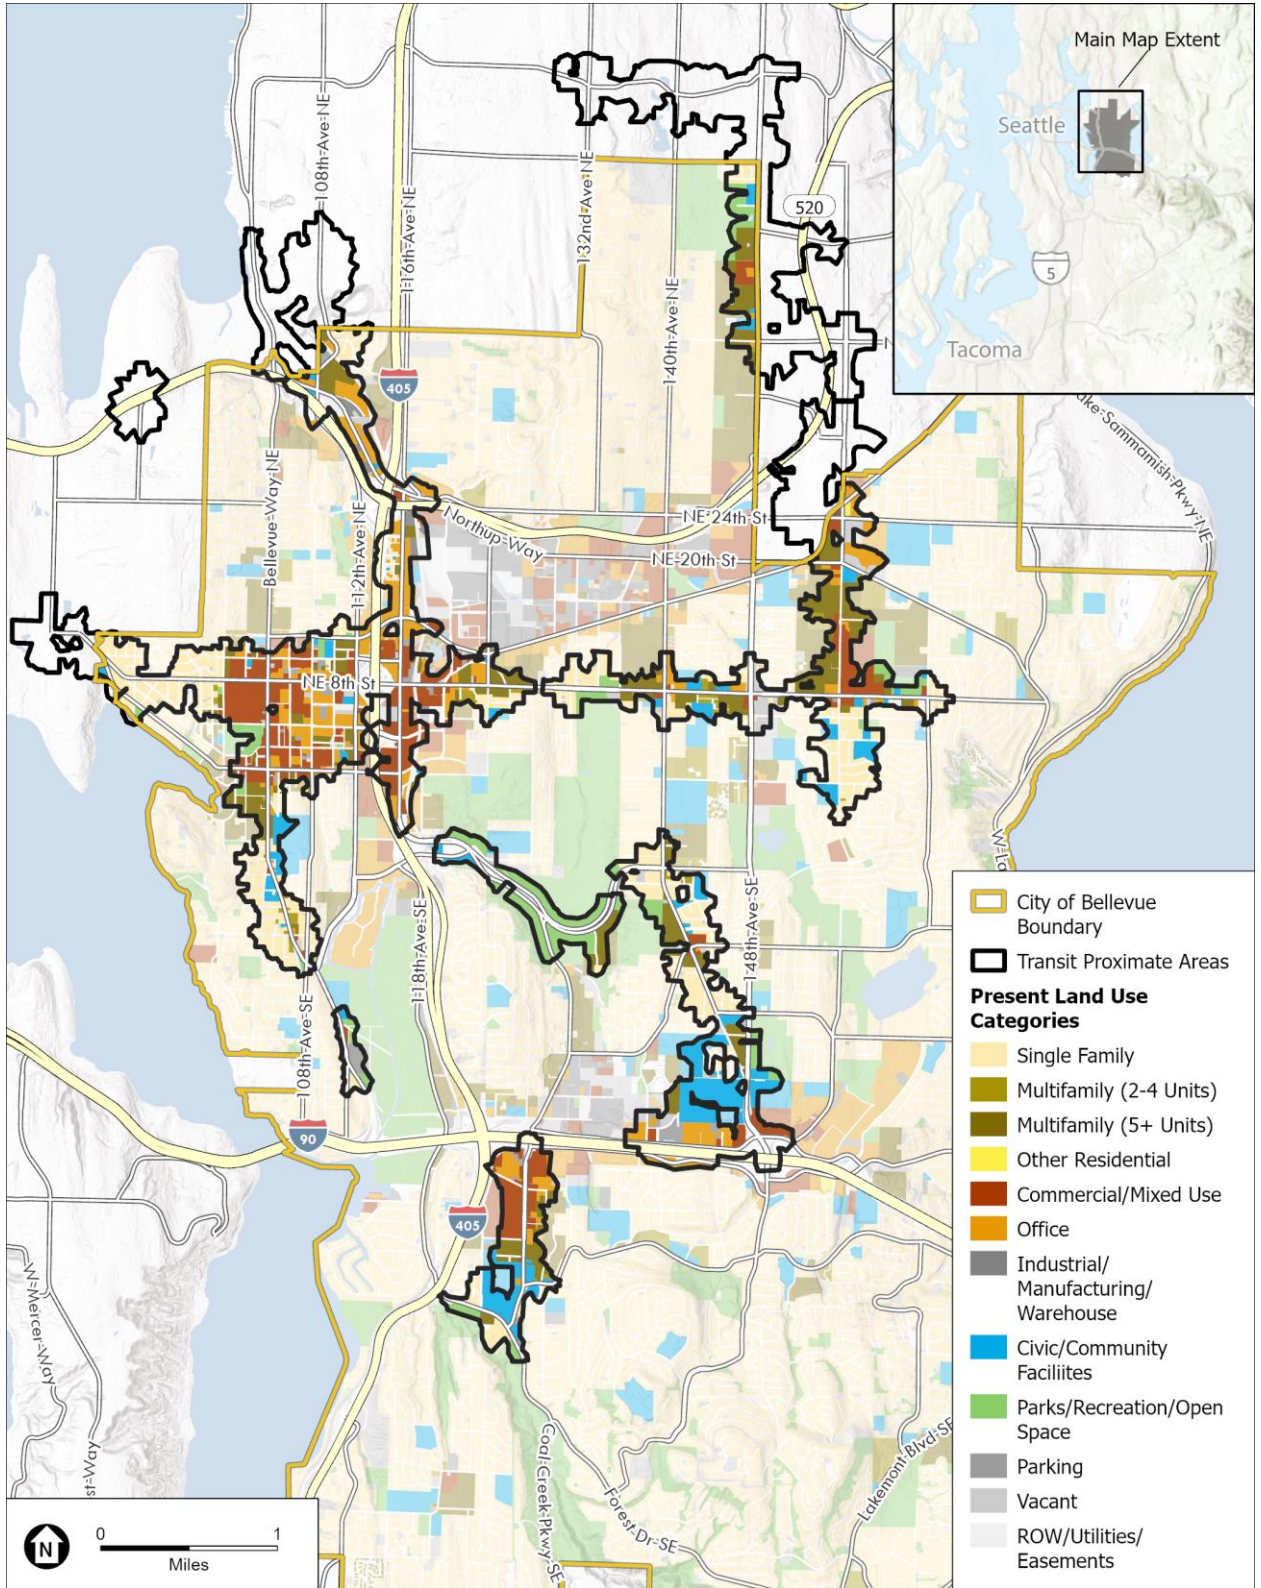 Main Map Extent
Seattle
5
Tacoma
108th-Ave-NE
116th-Ave-NE
132nd-Ave-NE
140th-Ave-NE
520
405
Lake-Sammamish-Pkwy-NE
Bellevue-Way-NE
112th-Ave-NE
Northup-Way
NE-24th-St
NE-20th-St
NE-8th-St
118th-Ave-SE
148th-Ave-SE
108th-Ave-SE
90
405
W-Mercer-Way
Coal-Creek-Pkwy-SE
Forest-Dr-SE
Lakemont-Blvd-SE
City of Bellevue
Boundary
Transit Proximate Areas
Present Land Use
Categories
Single Family
Multifamily (2-4 Units)
Multifamily (5+ Units)
Other Residential
Commercial/Mixed Use
Office
Industrial/
Manufacturing/
Warehouse
Civic/Community
Faciliites
Parks/Recreation/Open
Space
Parking
Vacant
ROW/Utilities/
Easements
N
0 1
Miles